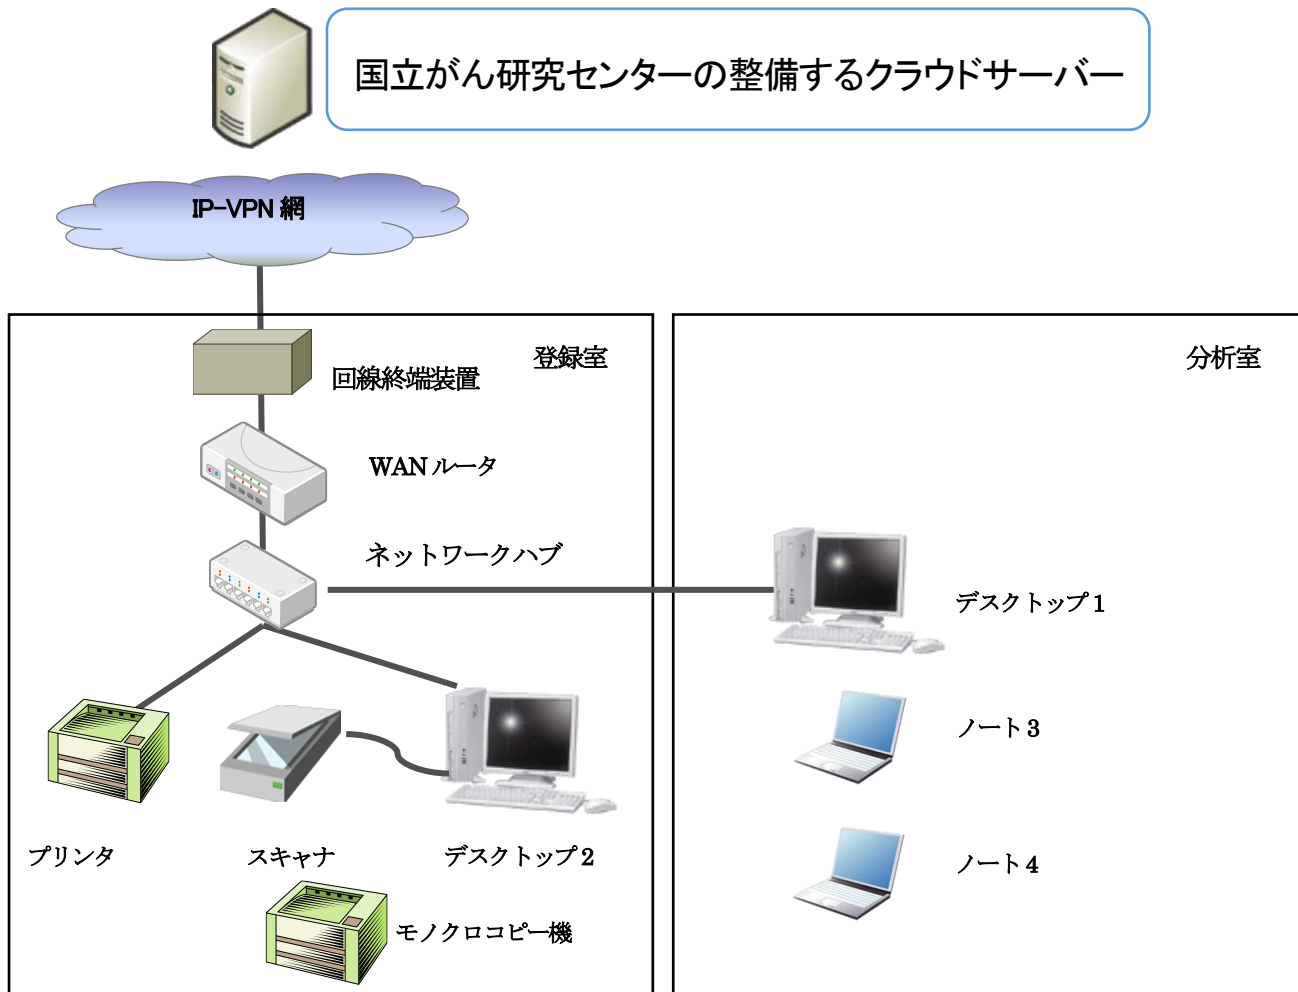 国立がん研究センターの整備するクラウドサーバー
IP-VPN 網
登録室
分析室
回線終端装置
WAN ルータ
ネットワークハブ
デスクトップ 1
ノート 3
プリンタ
スキャナ
デスクトップ 2
ノート 4
モノクロコピー機